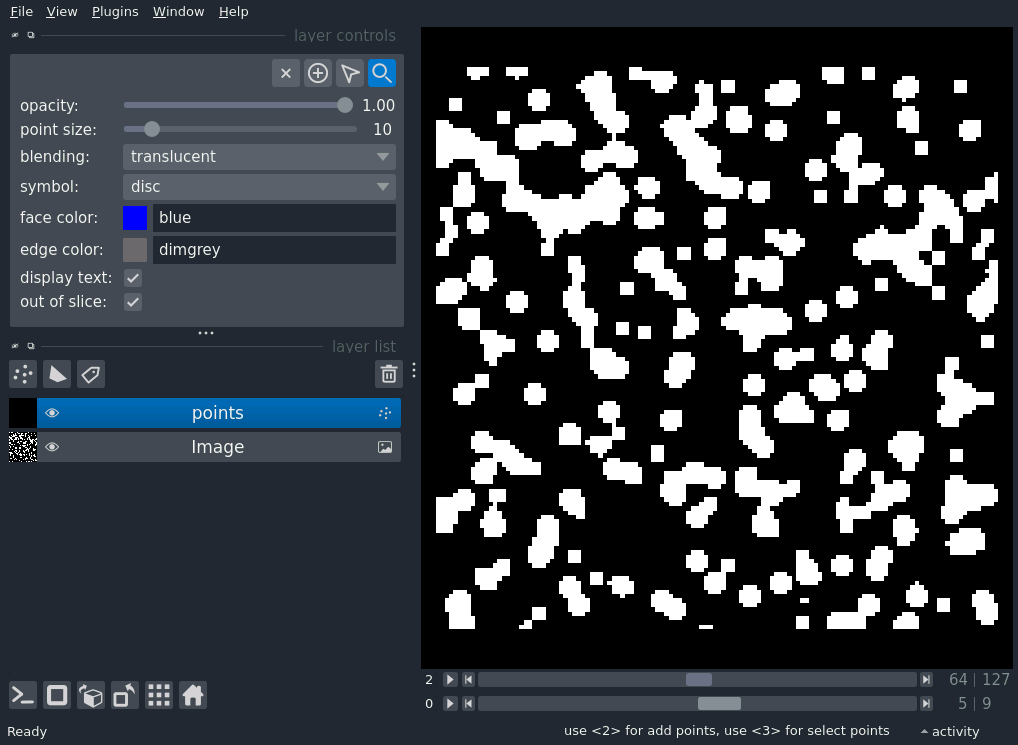 File View Plugins Window Help
layer controls
opacity: 1.00
point size: 10
blending: translucent
symbol: disc
face color: blue
edge color: dimgrey
display text:
out of slice:
layer list
points
Image
2 64 | 127
0 5 | 9
Ready use <2> for add points, use <3> for select points activity